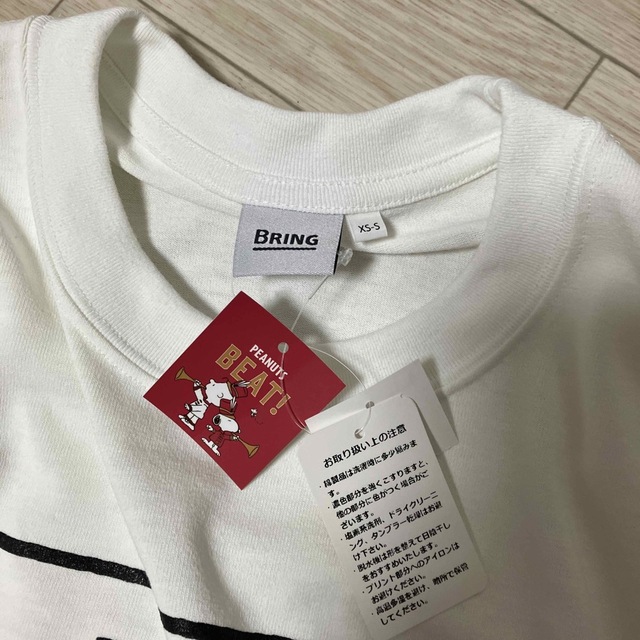 BRING
XS-S
PEANUTS
BEAT!
お取り扱い上の注意
・綿製品は洗濯時に多少縮みま
す。
・濃色部分を強くこすりますと、
他の部分に色がつく場合がご
ざいます。
・塩素系洗剤、ドライクリーニ
ング、タンブラー乾燥はお避
け下さい。
・脱水後は形を整えて日陰干し
をおすすめいたします。
・プリント部分へのアイロンは
お避けください。
・高温多湿を避け、暗所で保管
してください。